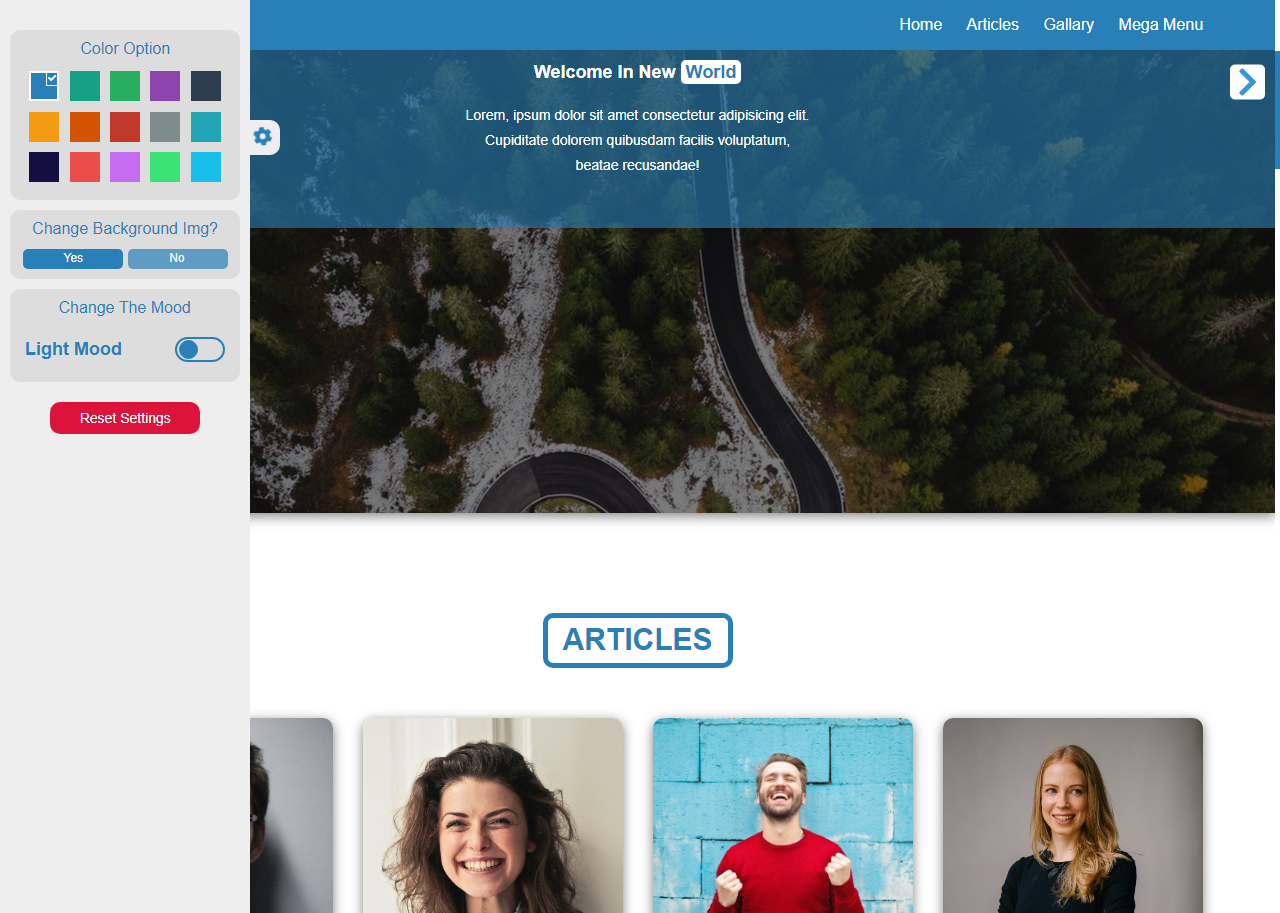 Color Option
Change Background Img?
Yes No
Change The Mood
Light Mood
Reset Settings
Home Articles Gallary Mega Menu
Welcome In New World
Lorem, ipsum dolor sit amet consectetur adipisicing elit.
Cupiditate dolorem quibusdam facilis voluptatum,
beatae recusandae!
ARTICLES